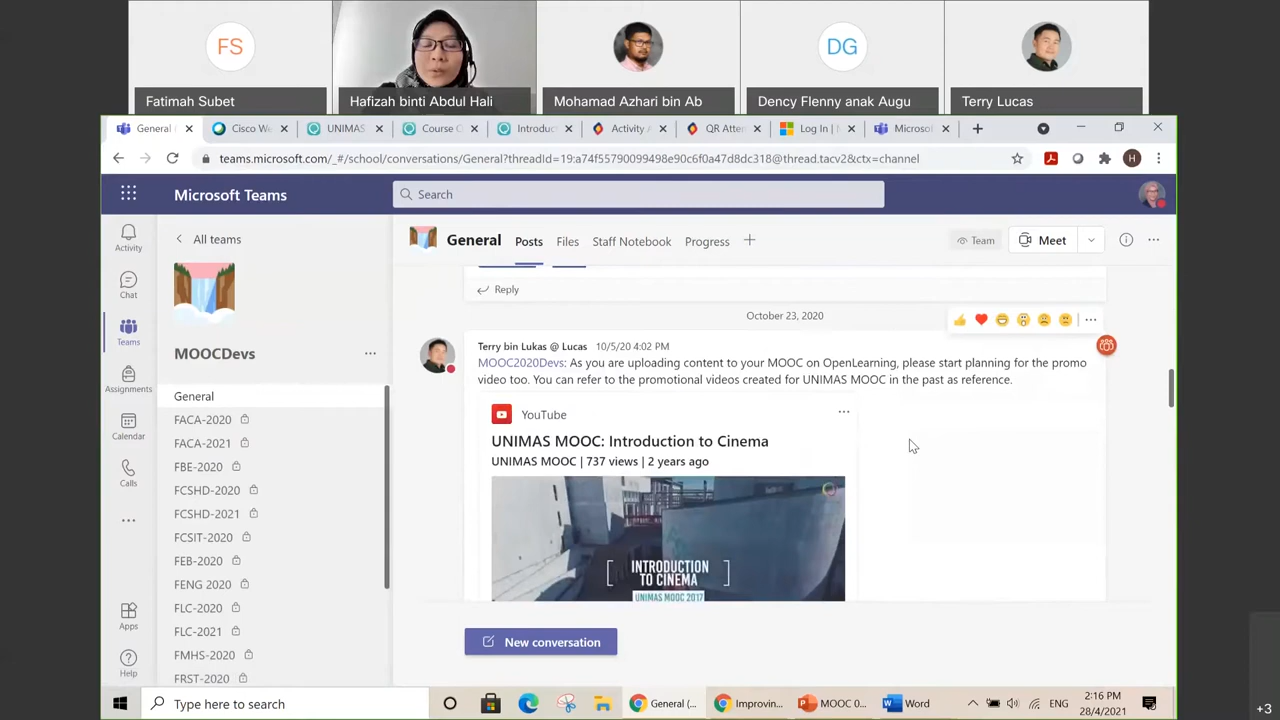 FS
DG
Fatimah Subet
Hafizah binti Abdul Hali
Mohamad Azhari bin Ab
Dency Flenny anak Augu
Terry Lucas
General (
Cisco We
UNIMAS
Course C
Introduc
Activity A
QR Atten
Log In | M
Microso
teams.microsoft.com/_#/school/conversations/General?threadId=19:a74f55790099498e90c6f0a47d8dc318@thread.tacv2&ctx=channel
H
Microsoft Teams
Search
Activity
Chat
Teams
Assignments
Calendar
Calls
Apps
Help
All teams
MOOCDevs
General
FACA-2020
FACA-2021
FBE-2020
FCSHD-2020
FCSHD-2021
FCSIT-2020
FEB-2020
FENG 2020
FLC-2020
FLC-2021
FMHS-2020
FRST-2020
General
Posts
Files
Staff Notebook
Progress
Team
Meet
Reply
October 23, 2020
Terry bin Lukas @ Lucas 10/5/20 4:02 PM
MOOC2020Devs: As you are uploading content to your MOOC on OpenLearning, please start planning for the promo
video too. You can refer to the promotional videos created for UNIMAS MOOC in the past as reference.
YouTube
UNIMAS MOOC: Introduction to Cinema
UNIMAS MOOC | 737 views | 2 years ago
INTRODUCTION
TO CINEMA
UNIMAS MOOC 2017
New conversation
Type here to search
General (...
Improvin...
MOOC 0...
Word
ENG
2:16 PM
28/4/2021
+3